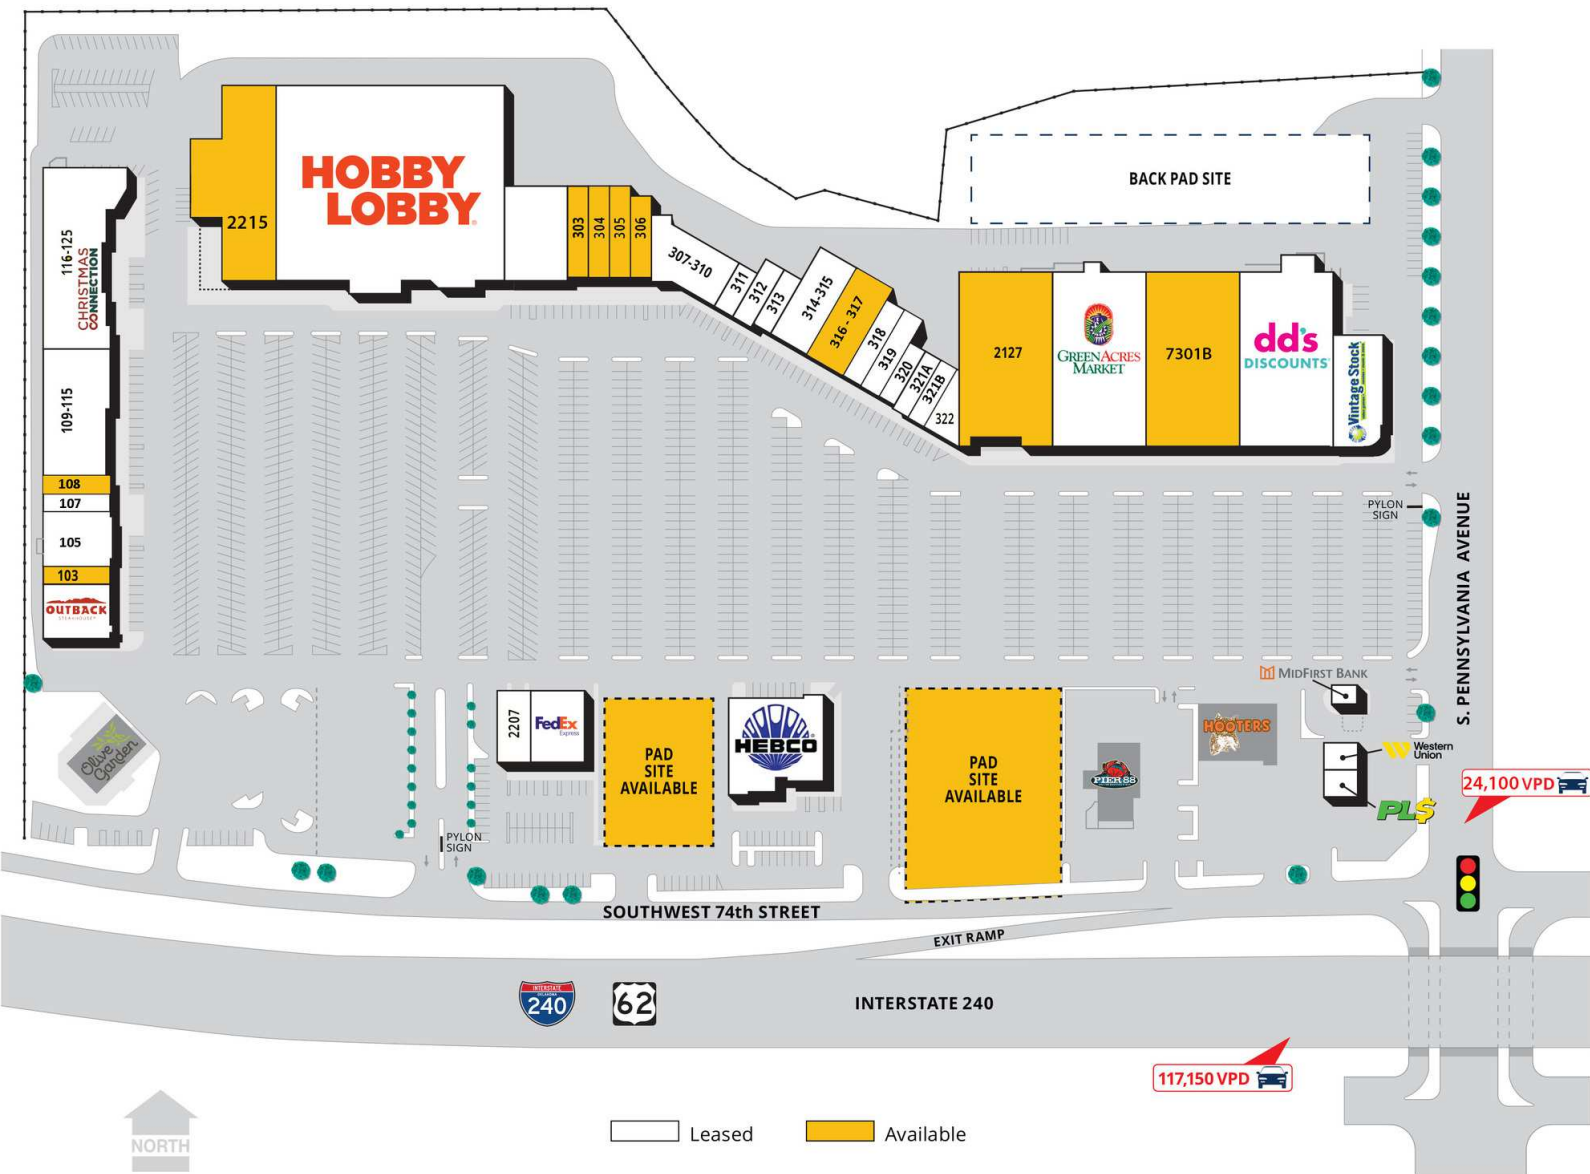 BACK PAD SITE
HOBBY
LOBBY
2215
303
304
305
306
307-310
311
312
313
314-315
316 - 317
318
319
320
321A
321B
322
2127
GREENACRES
MARKET
7301B
dd's
DISCOUNTS
Vintage Stock
116-125
CHRISTMAS
CONNECTION
109-115
108
107
105
103
OUTBACK
STEAKHOUSE
PYLON
SIGN
S. PENNSYLVANIA AVENUE
MIDFIRST BANK
Olive
Garden
2207
FedEx
Express
PAD
SITE
AVAILABLE
HEBCO
PAD
SITE
AVAILABLE
PIER 88
HOOTERS
Western
Union
PL$
24,100 VPD
PYLON
SIGN
SOUTHWEST 74th STREET
EXIT RAMP
INTERSTATE
OKLAHOMA
240
62
INTERSTATE 240
117,150 VPD
NORTH
Leased
Available